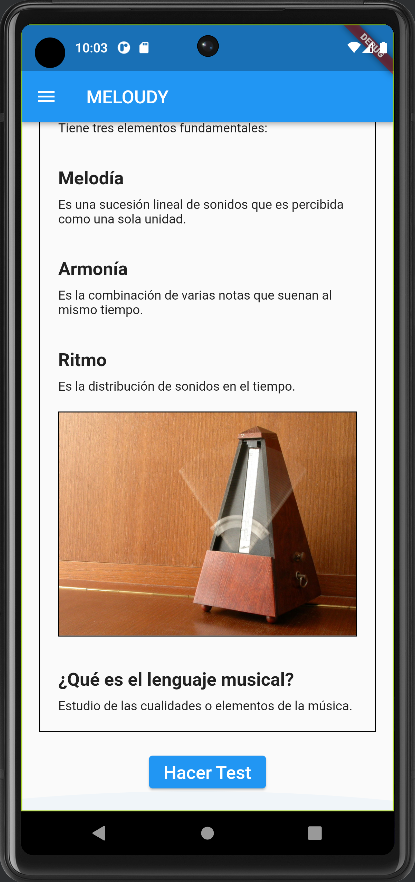 10:03
DEBUG
MELOUDY
Tiene tres elementos fundamentales:
Melodía
Es una sucesión lineal de sonidos que es percibida
como una sola unidad.
Armonía
Es la combinación de varias notas que suenan al
mismo tiempo.
Ritmo
Es la distribución de sonidos en el tiempo.
¿Qué es el lenguaje musical?
Estudio de las cualidades o elementos de la música.
Hacer Test